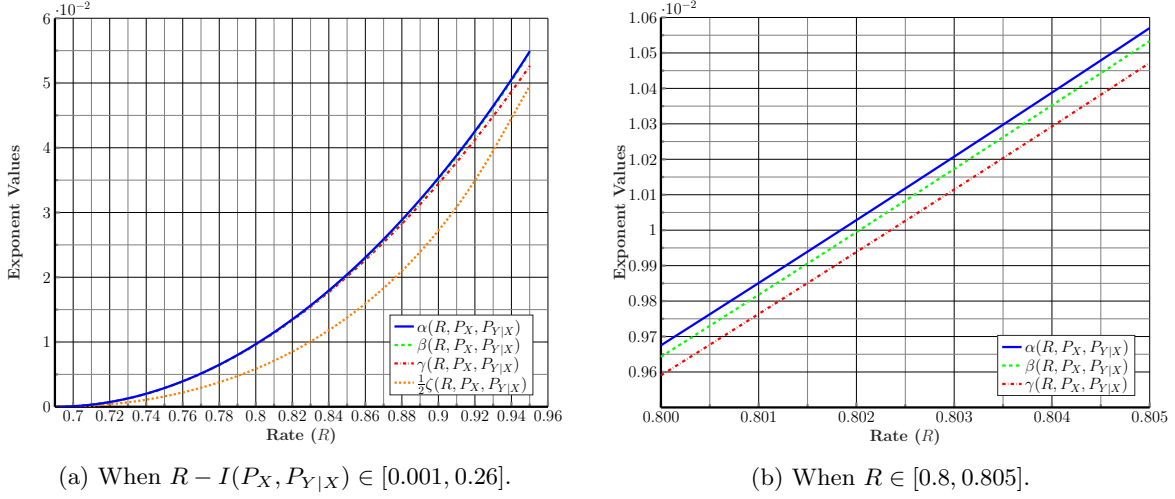 ·10⁻²
6
5
4
3
2
1
0
Exponent Values
0.7 0.72 0.74 0.76 0.78 0.8 0.82 0.84 0.86 0.88 0.9 0.92 0.94 0.96
Rate (R)
α(R, P_X, P_{Y|X})
β(R, P_X, P_{Y|X})
γ(R, P_X, P_{Y|X})
½ζ(R, P_X, P_{Y|X})
(a) When R − I(P_X, P_{Y|X}) ∈ [0.001, 0.26].
·10⁻²
1.06
1.05
1.04
1.03
1.02
1.01
1
0.99
0.98
0.97
0.96
Exponent Values
0.800 0.801 0.802 0.803 0.804 0.805
Rate (R)
α(R, P_X, P_{Y|X})
β(R, P_X, P_{Y|X})
γ(R, P_X, P_{Y|X})
(b) When R ∈ [0.8, 0.805].